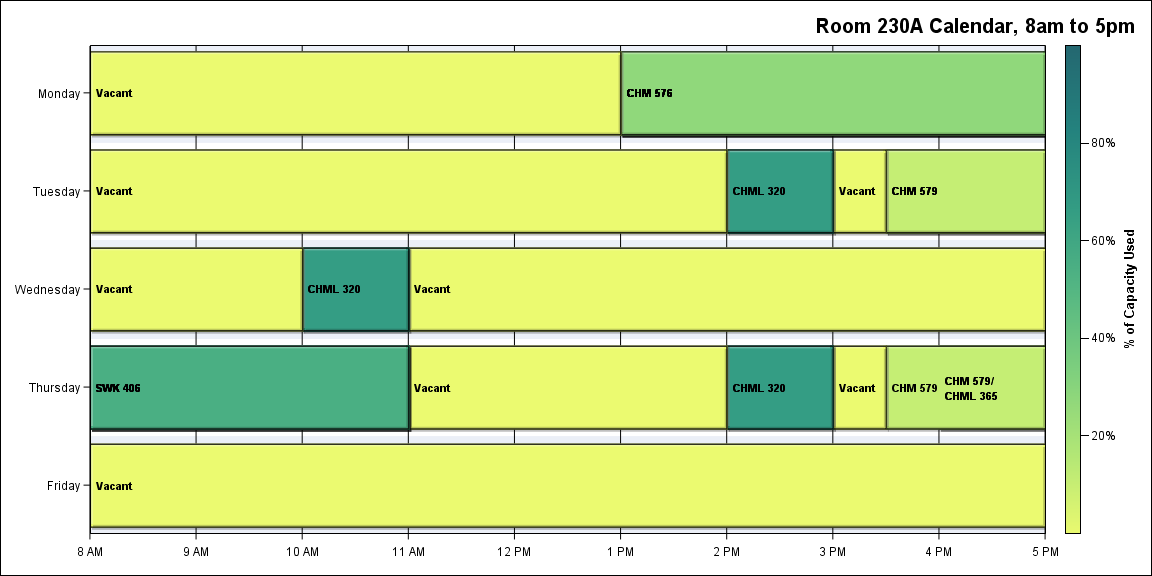 Room 230A Calendar, 8am to 5pm
Monday
Vacant
CHM 576
Tuesday
Vacant
CHML 320
Vacant
CHM 579
Wednesday
Vacant
CHML 320
Vacant
Thursday
SWK 406
Vacant
CHML 320
Vacant
CHM 579
CHM 579/
CHML 365
Friday
Vacant
8 AM
9 AM
10 AM
11 AM
12 PM
1 PM
2 PM
3 PM
4 PM
5 PM
80%
60%
40%
20%
% of Capacity Used